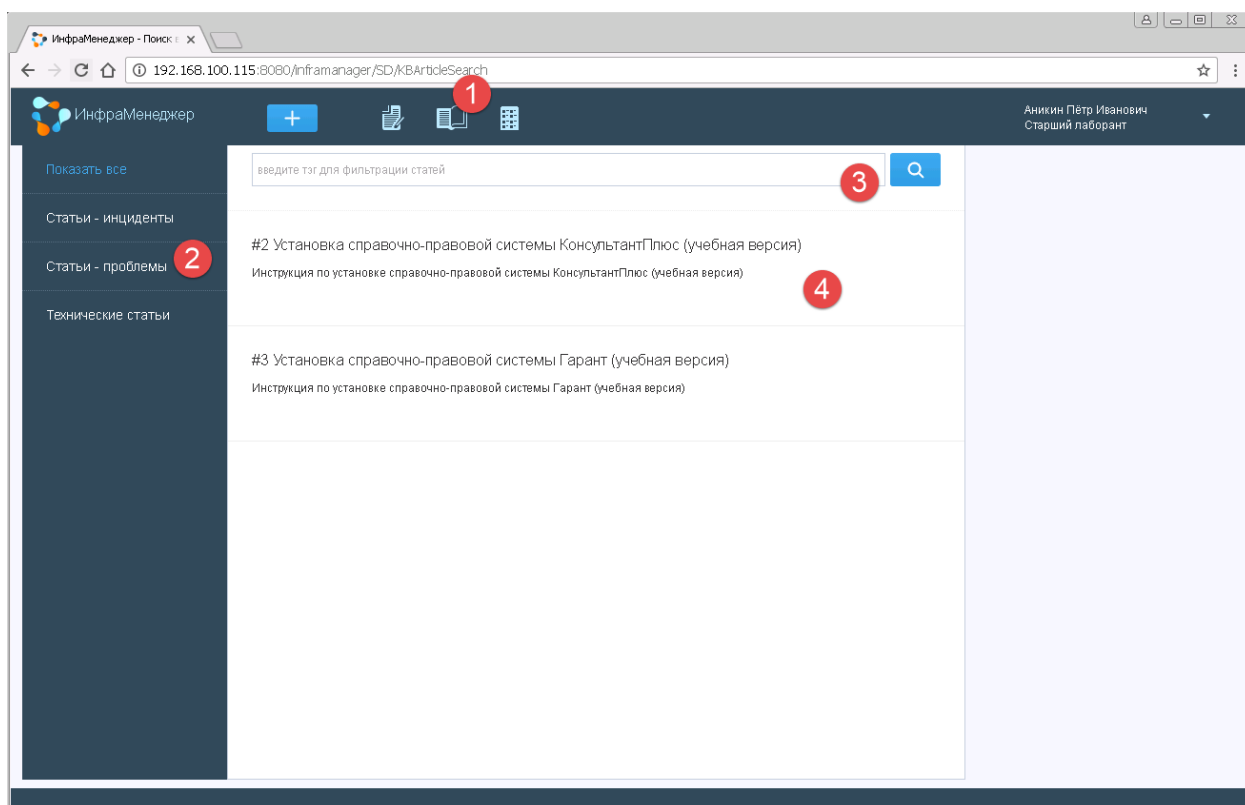 ИнфраМенеджер - Поиск в
192.168.100.115:8080/inframanager/SD/KBArticleSearch
1
ИнфраМенеджер
Аникин Пётр Иванович
Старший лаборант
Показать все
введите тэг для фильтрации статей
3
Статьи - инциденты
#2 Установка справочно-правовой системы КонсультантПлюс (учебная версия)
Статьи - проблемы
2
Инструкция по установке справочно-правовой системы КонсультантПлюс (учебная версия)
4
Технические статьи
#3 Установка справочно-правовой системы Гарант (учебная версия)
Инструкция по установке справочно-правовой системы Гарант (учебная версия)